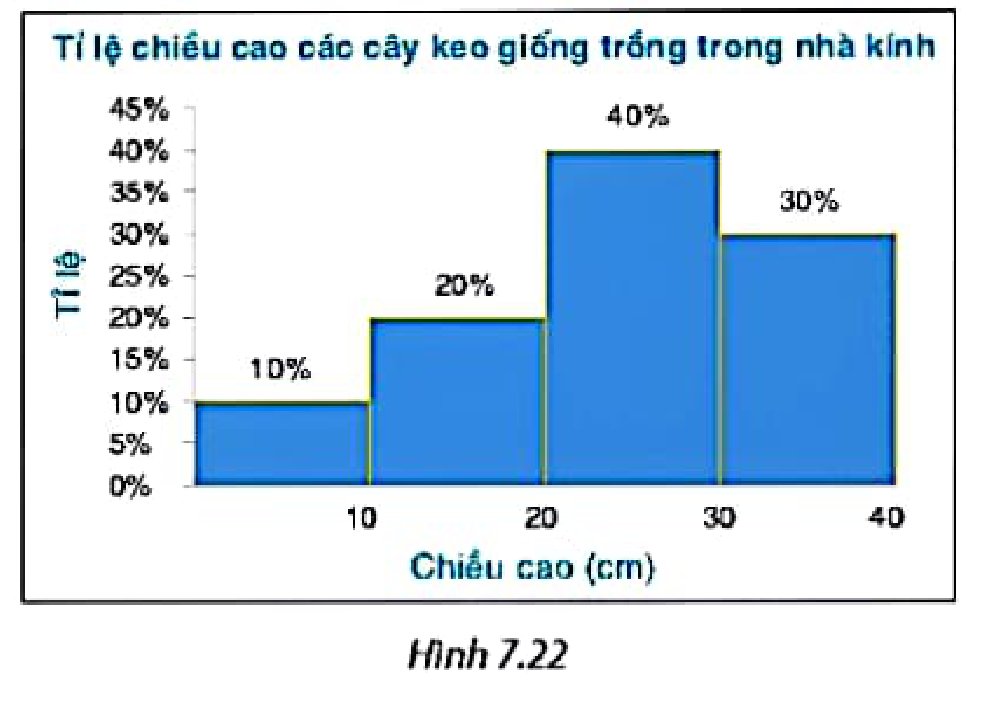 Tỉ lệ chiều cao các cây keo giống trồng trong nhà kính
45%
40%
35%
30%
25%
20%
15%
10%
5%
0%
Tỉ lệ
10%
20%
40%
30%
10 20 30 40
Chiều cao (cm)
Hình 7.22